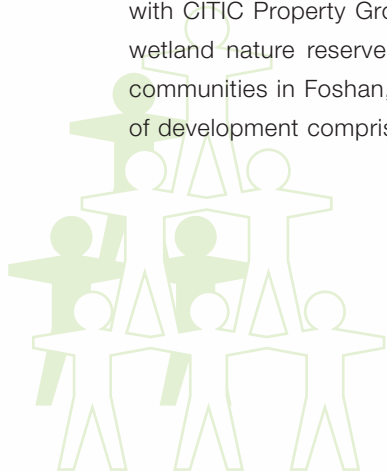 with CITIC Property Gro
wetland nature reserve
communities in Foshan,
of development compris